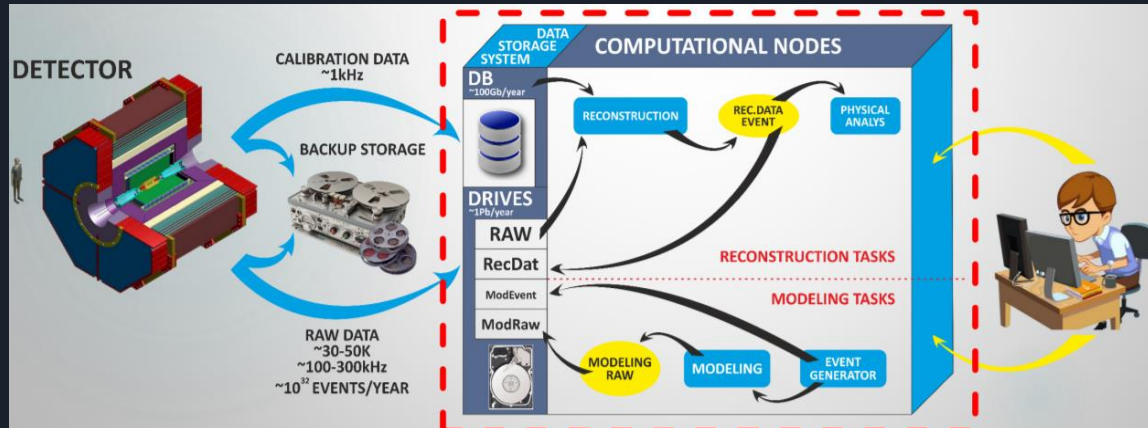 DETECTOR
CALIBRATION DATA
~1kHz
BACKUP STORAGE
RAW DATA
~30-50K
~100-300kHz
~10³² EVENTS/YEAR
DATA
STORAGE
SYSTEM
COMPUTATIONAL NODES
DB
~100Gb/year
DRIVES
~1Pb/year
RAW
RecDat
ModEvent
ModRaw
RECONSTRUCTION
REC.DATA
EVENT
PHYSICAL
ANALYS
RECONSTRUCTION TASKS
MODELING TASKS
MODELING
RAW
MODELING
EVENT
GENERATOR